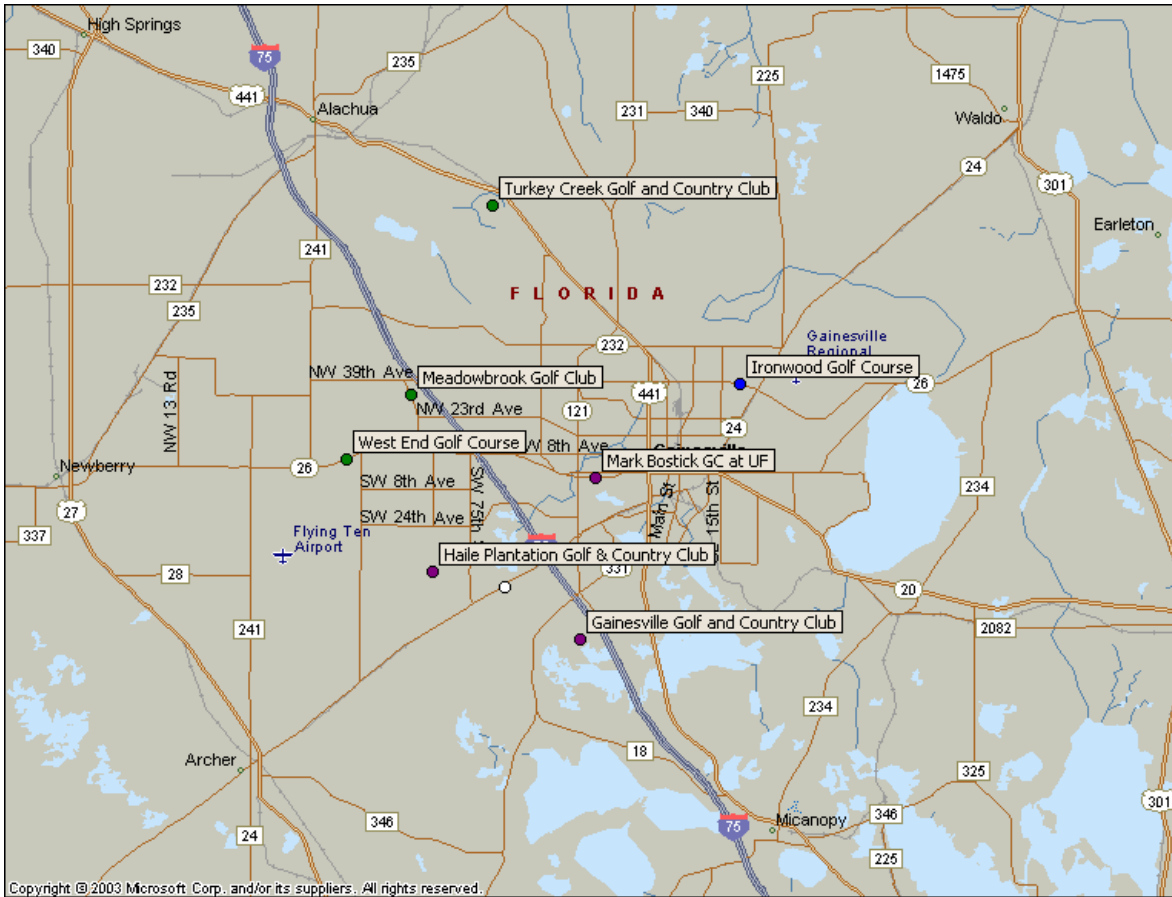 High Springs
340
75
235
225
1475
441
Alachua
231
340
Waldo
24
301
Turkey Creek Golf and Country Club
Earleton
241
232
FLORIDA
235
Gainesville
Regional
232
Ironwood Golf Course
NW 39th Ave
Meadowbrook Golf Club
26
441
NW 13 Rd
NW 23rd Ave
121
24
West End Golf Course
W 8th Ave
Gainesville
Newberry
26
Mark Bostick GC at UF
SW 8th Ave
SW 75th
234
27
SW 24th Ave
Main St
15th St
337
Flying Ten
Airport
Haile Plantation Golf & Country Club
28
331
20
Gainesville Golf and Country Club
241
2082
234
18
Archer
325
301
346
Micanopy
346
24
75
225
Copyright © 2003 Microsoft Corp. and/or its suppliers. All rights reserved.